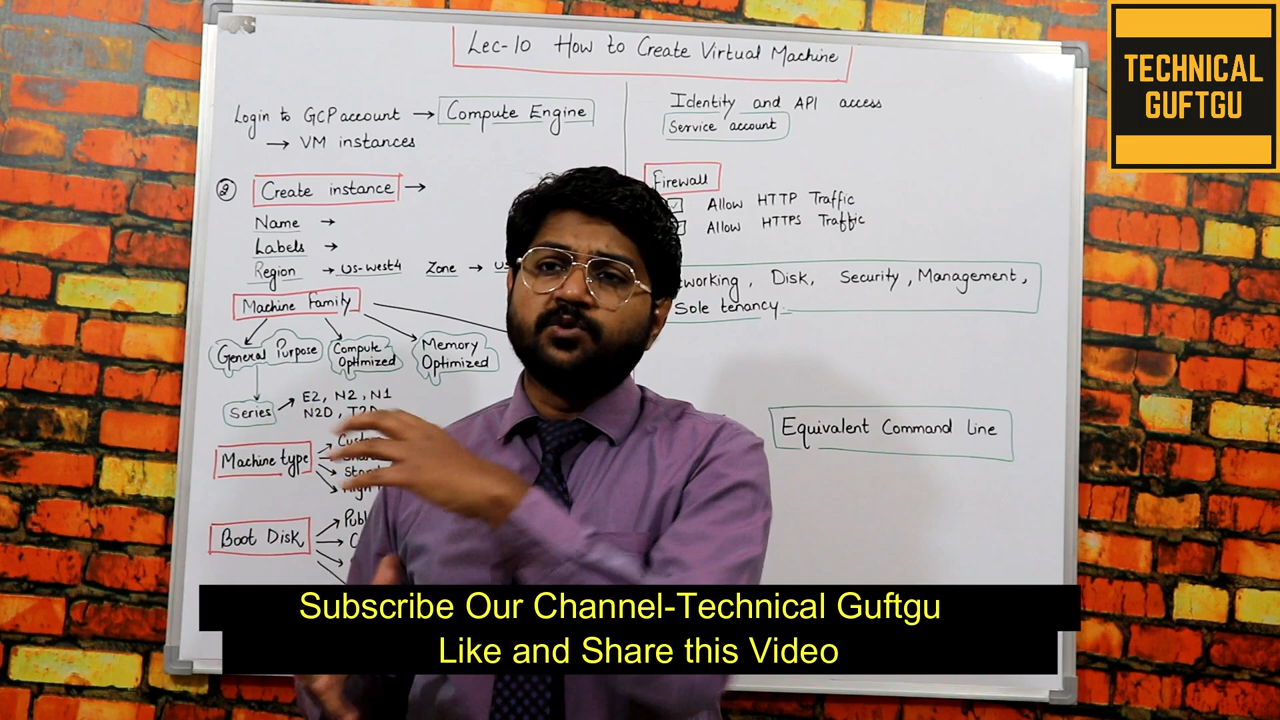 Lec-10 How to Create Virtual Machine
Login to GCP account → Compute Engine
→ VM instances
② Create instance →
Name →
Labels →
Region → US-west4 Zone → us
Machine Family
General Purpose
Compute Optimized
Memory Optimized
Series → E2, N2, N1
N2D, T2D
Machine type
Boot Disk
Identity and API access
Service account
Firewall
Allow HTTP Traffic
Allow HTTPS Traffic
Disk, Security, Management,
Sole tenancy
Equivalent Command Line
TECHNICAL
GUFTGU
Subscribe Our Channel-Technical Guftgu
Like and Share this Video